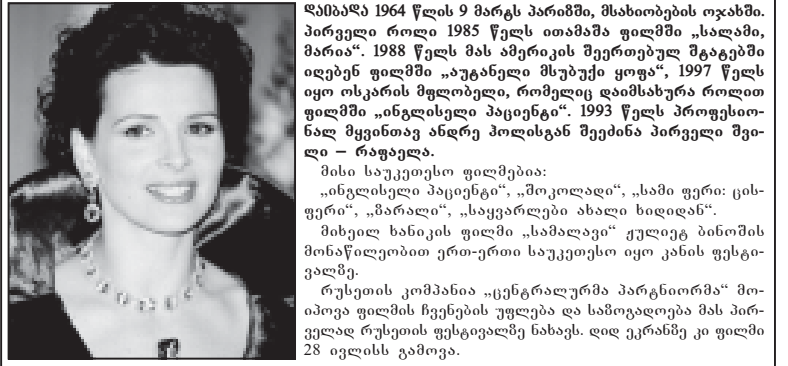 დაიბადა 1964 წლის 9 მარტს პარიზში, მსახიობების ოჯახში.
პირველი როლი 1985 წელს ითამაშა ფილმში „სალამი,
მარია“. 1988 წელს მას ამერიკის შეერთებულ შტატებში
იღებენ ფილმში „აუტანელი მსუბუქი ყოფა“, 1997 წელს
იყო ოსკარის მფლობელი, რომელიც დაიმსახურა როლით
ფილმში „ინგლისელი პაციენტი“. 1993 წელს პროფესიო-
ნალ მყვინთავ ანდრე ჰოლისგან შეეძინა პირველი შვი-
ლი – რაფაელა.
მისი საუკეთესო ფილმებია:
„ინგლისელი პაციენტი“, „შოკოლადი“, „სამი ფერი: ცის-
ფერი“, „ზარალი“, „საყვარლები ახალი ხიდიდან“.
მიხეილ ხანიკის ფილმი „სამალავი“ ჟულიეტ ბინოშის
მონაწილეობით ერთ-ერთი საუკეთესო იყო კანის ფესტი-
ვალზე.
რუსეთის კომპანია „ცენტრალურმა პარტნიორმა“ მო-
იპოვა ფილმის ჩვენების უფლება და საზოგადოება მას პირ-
ველად რუსეთის ფესტივალზე ნახავს. დიდ ეკრანზე კი ფილმი
28 ივლისს გამოვა.